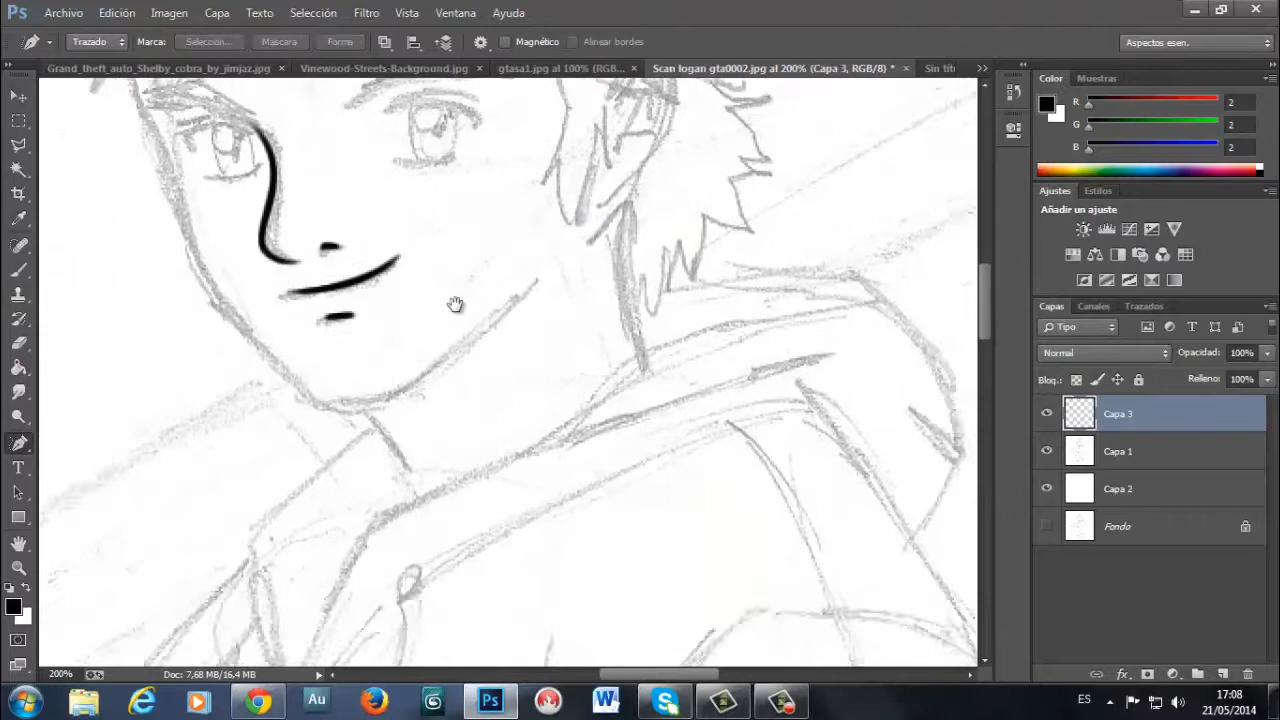 Ps Archivo Edición Imagen Capa Texto Selección Filtro Vista Ventana Ayuda
Trazado Marca: Selección... Máscara Forma Magnético Alinear bordes Aspectos esen.
Grand_theft_auto_Shelby_cobra_by_jimjaz.jpg × Vinewood-Streets-Background.jpg × gtasa1.jpg al 100% (RGB... × Scan logan gta0002.jpg al 200% (Capa 3, RGB/8) * × Sin tít
Color Muestras
R 2
G 2
B 2
Ajustes Estilos
Añadir un ajuste
Capas Canales Trazados
Tipo
Normal Opacidad: 100%
Bloq.: Relleno: 100%
Capa 3
Capa 1
Capa 2
Fondo
200% Doc: 7,68 MB/16,4 MB
Au Ps W S ES 17:08
21/05/2014